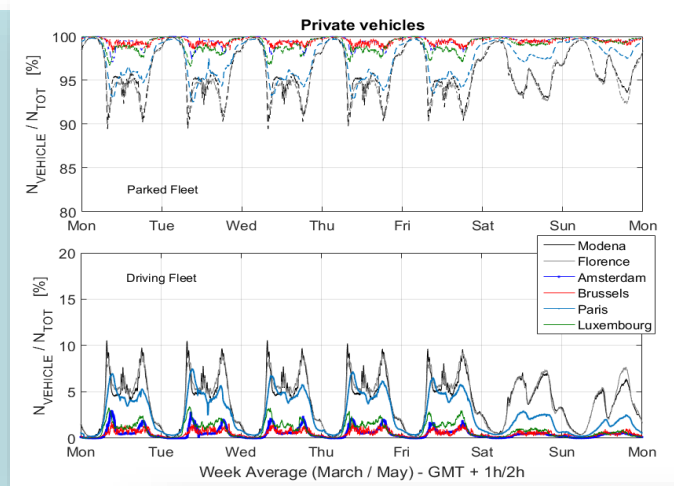 Private vehicles
N_VEHICLE / N_TOT [%]
100
95
90
85
80
Parked Fleet
Mon Tue Wed Thu Fri Sat Sun Mon
N_VEHICLE / N_TOT [%]
20
15
10
5
0
Driving Fleet
Modena
Florence
Amsterdam
Brussels
Paris
Luxembourg
Mon Tue Wed Thu Fri Sat Sun Mon
Week Average (March / May) - GMT + 1h/2h